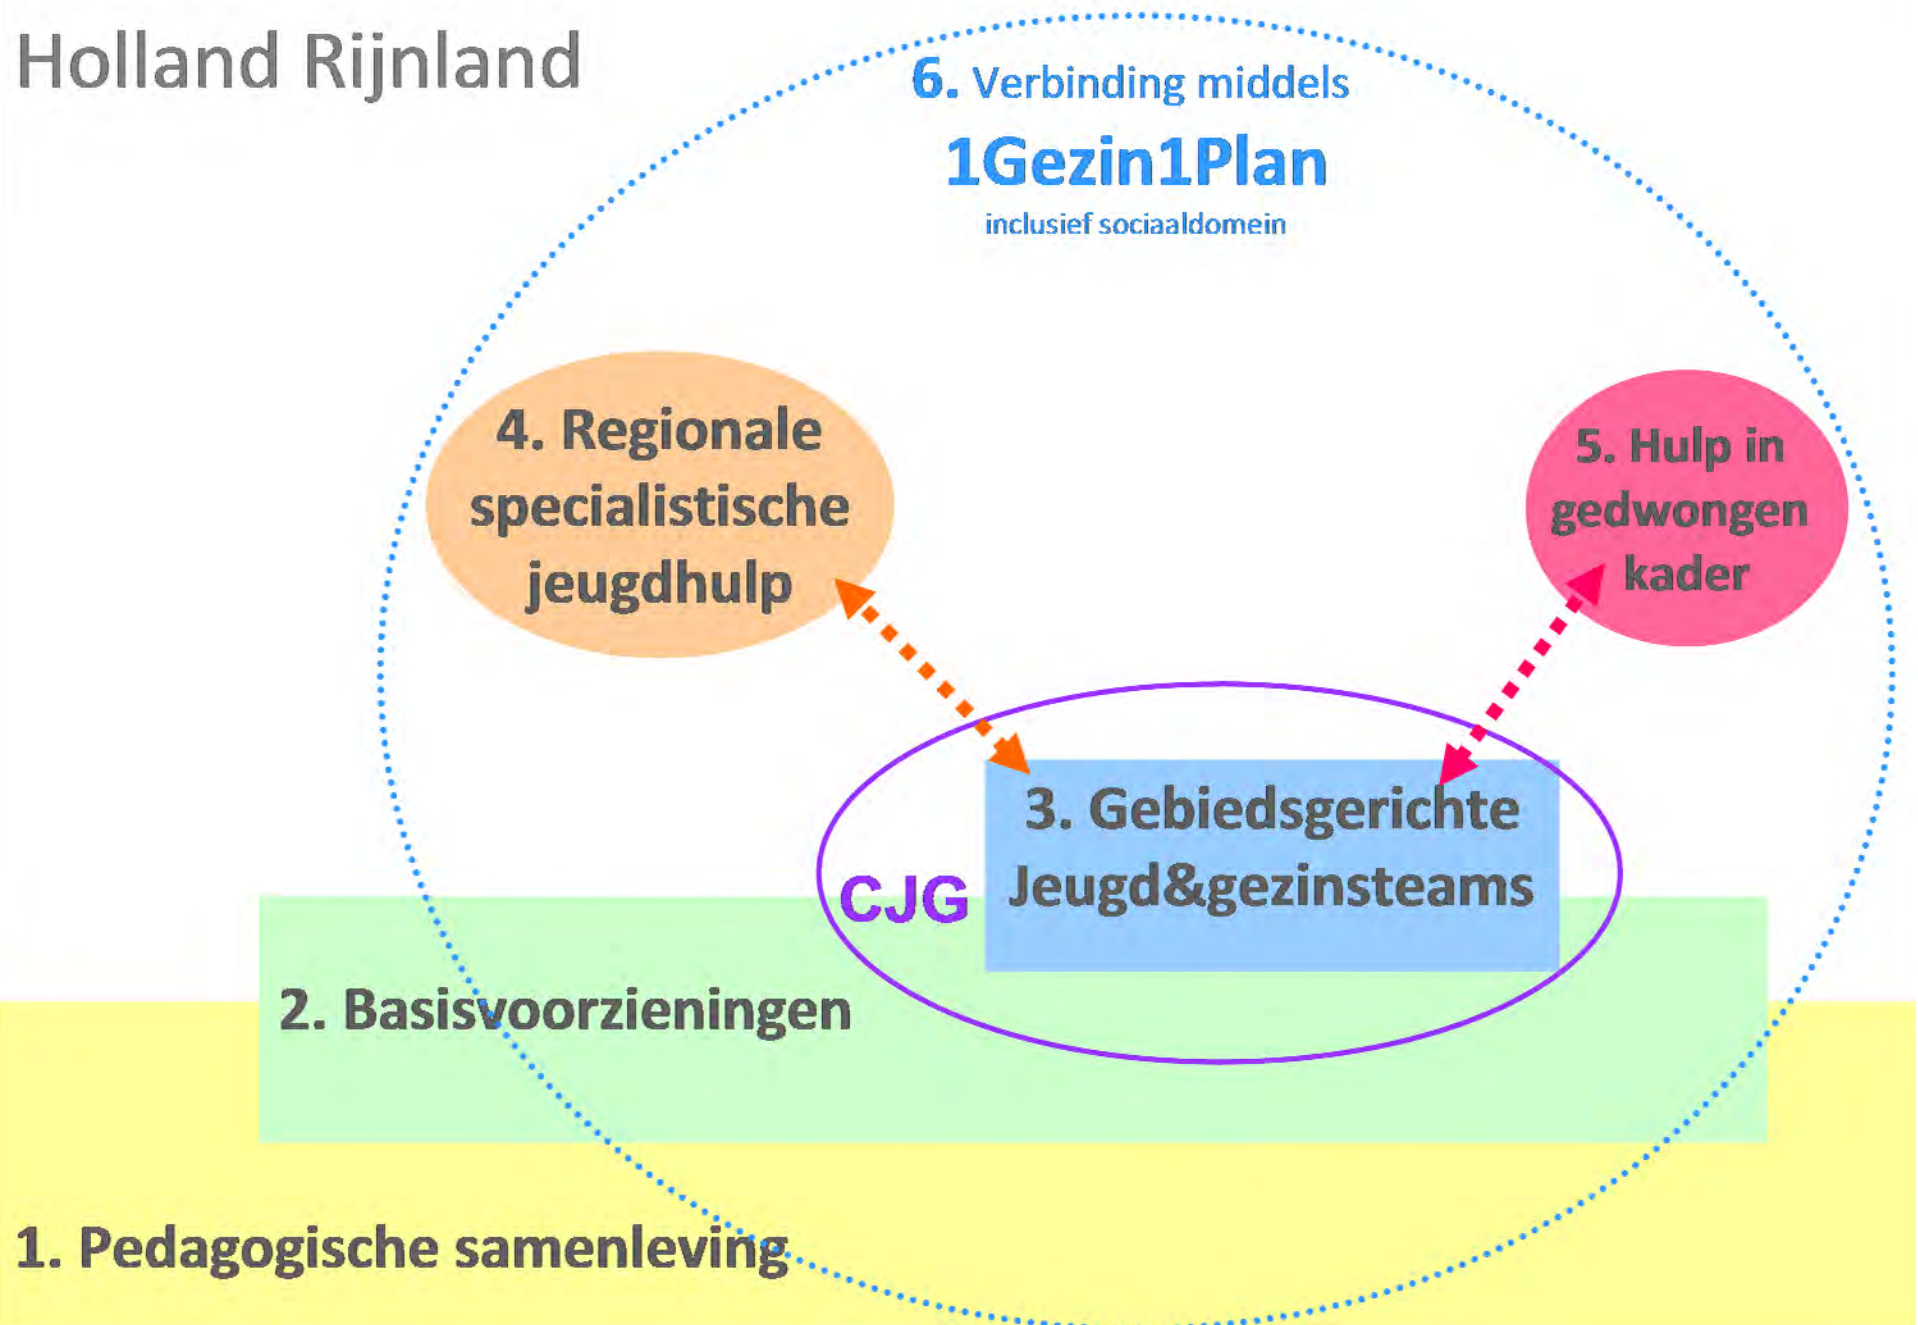 Holland Rijnland
6. Verbinding middels
1Gezin1Plan
inclusief sociaaldomein
4. Regionale
specialistische
jeugdhulp
5. Hulp in
gedwongen
kader
3. Gebiedsgerichte
Jeugd&gezinsteams
CJG
2. Basisvoorzieningen
1. Pedagogische samenleving